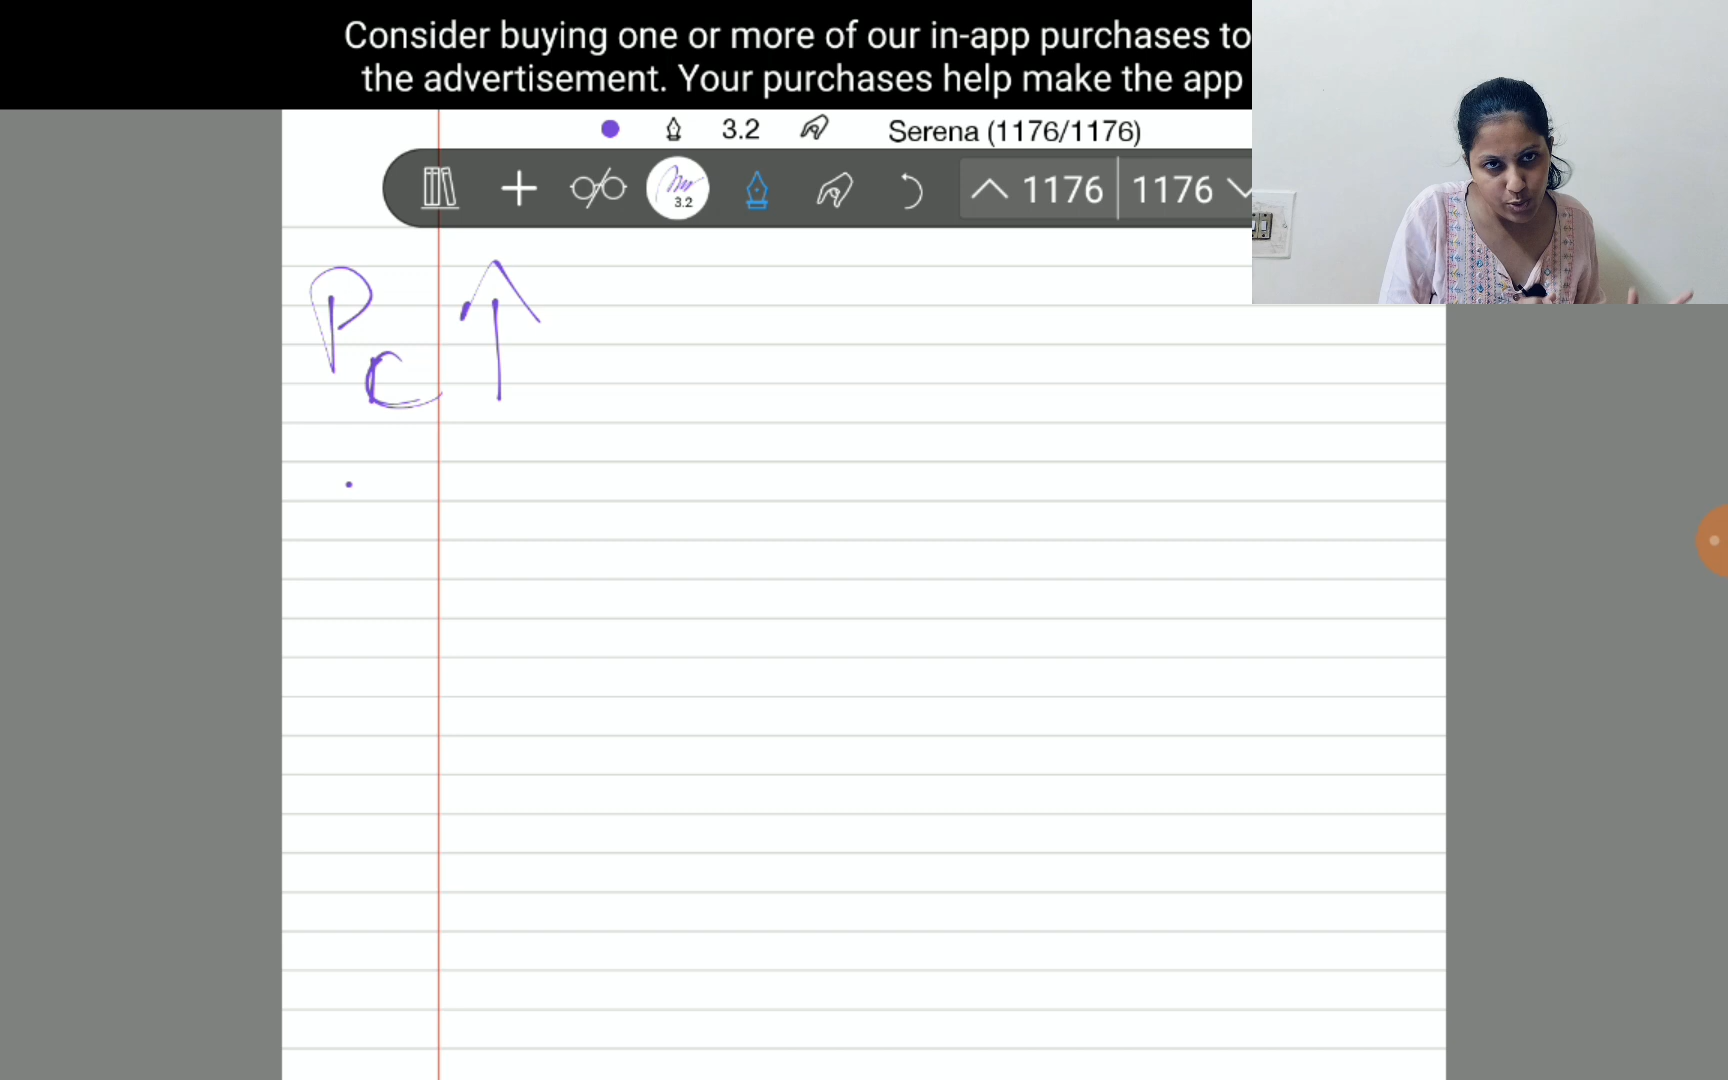 Consider buying one or more of our in-app purchases to
the advertisement. Your purchases help make the app
3.2 Serena (1176/1176)
3.2 1176 1176
Pc ↑